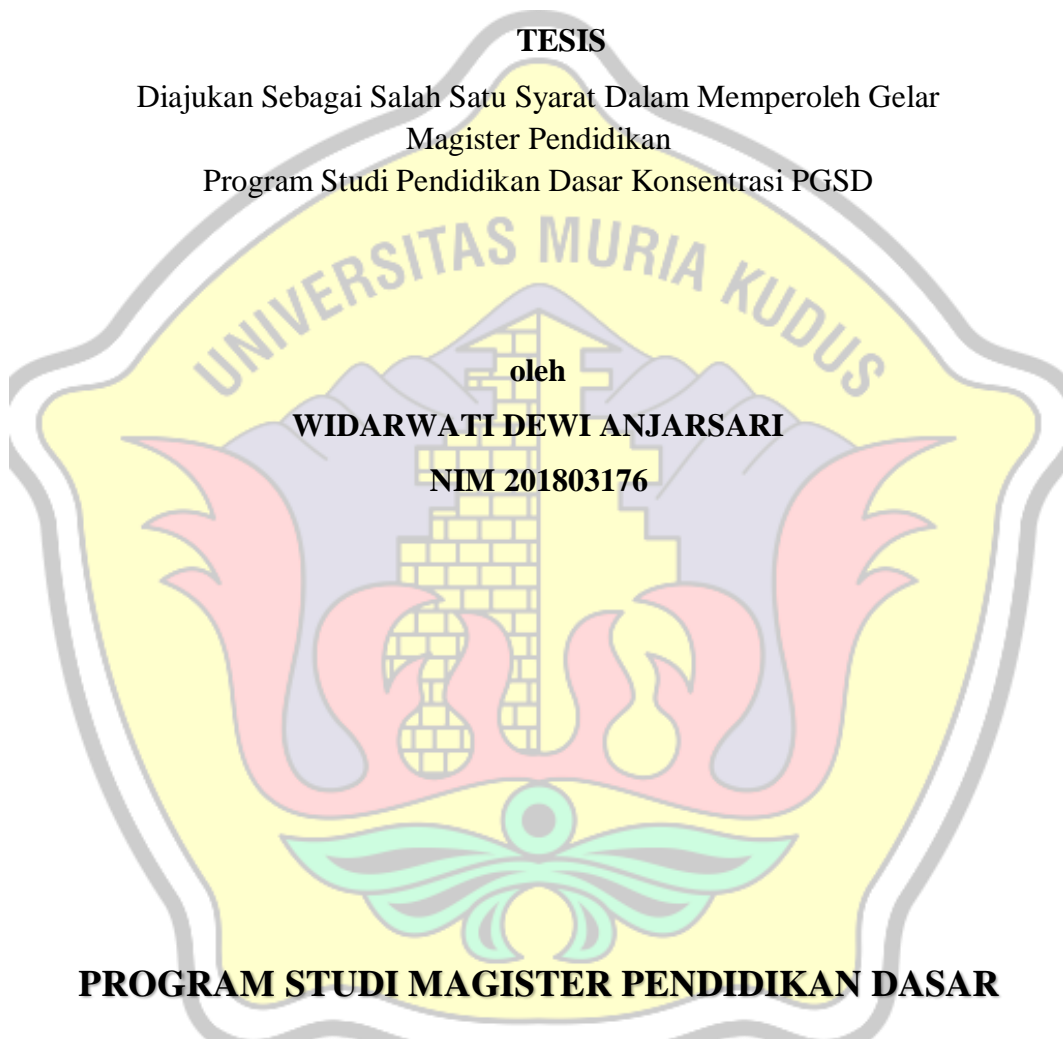 TESIS
Diajukan Sebagai Salah Satu Syarat Dalam Memperoleh Gelar
Magister Pendidikan
Program Studi Pendidikan Dasar Konsentrasi PGSD
UNIVERSITAS MURIA KUDUS
oleh
WIDARWATI DEWI ANJARSARI
NIM 201803176
PROGRAM STUDI MAGISTER PENDIDIKAN DASAR